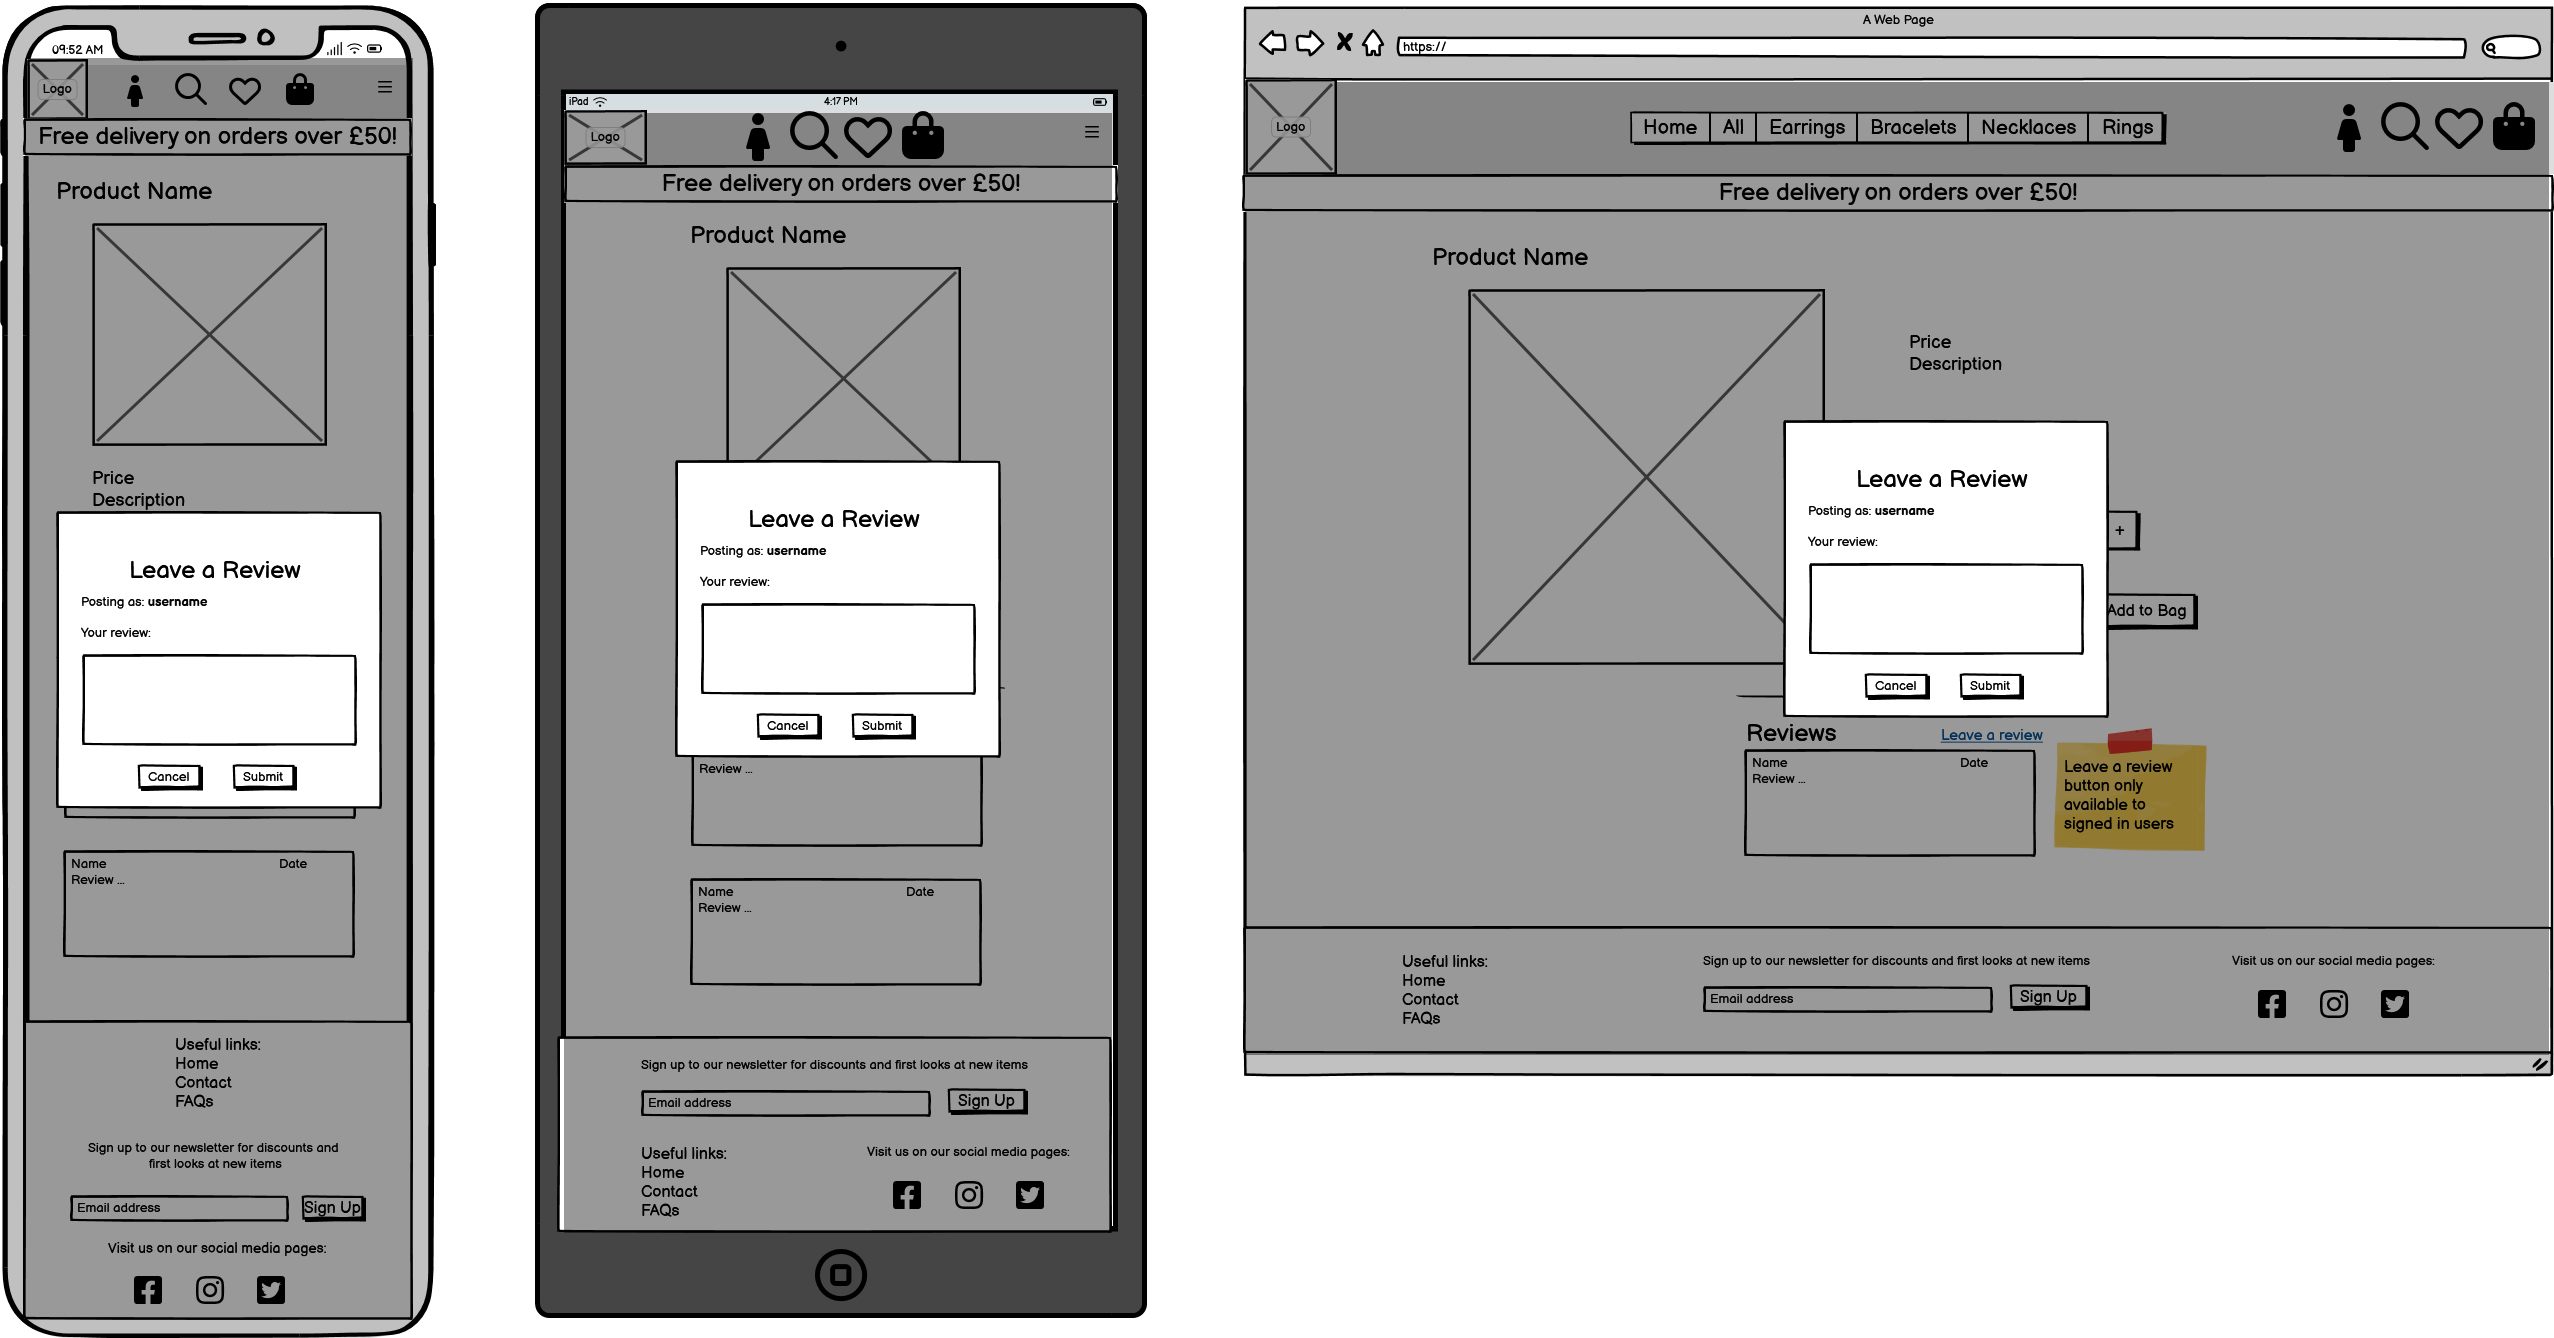 09:52 AM
Logo
Free delivery on orders over £50!
Product Name
Price
Description
Leave a Review
Posting as: username
Your review:
Cancel Submit
Name Date
Review ...
Useful links:
Home
Contact
FAQs
Sign up to our newsletter for discounts and
first looks at new items
Email address Sign Up
Visit us on our social media pages:
iPad 4:17 PM
Logo
Free delivery on orders over £50!
Product Name
Leave a Review
Posting as: username
Your review:
Cancel Submit
Review ...
Name Date
Review ...
Sign up to our newsletter for discounts and first looks at new items
Email address Sign Up
Useful links:
Home
Contact
FAQs
Visit us on our social media pages:
A Web Page
https://
Logo
Home All Earrings Bracelets Necklaces Rings
Free delivery on orders over £50!
Product Name
Price
Description
Leave a Review
Posting as: username
Your review:
+
Add to Bag
Cancel Submit
Reviews Leave a review
Name Date
Review ...
Leave a review
button only
available to
signed in users
Useful links:
Home
Contact
FAQs
Sign up to our newsletter for discounts and first looks at new items
Email address Sign Up
Visit us on our social media pages: